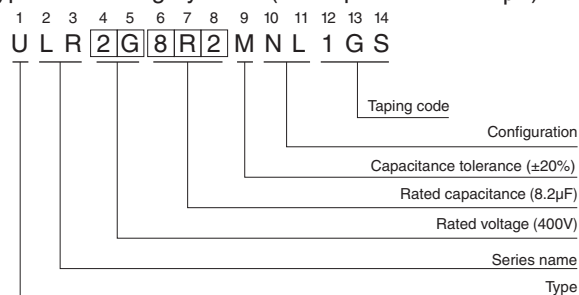 1 2 3 4 5 6 7 8 9 10 11 12 13 14
U L R 2 G 8 R 2 M N L 1 G S
Taping code
Configuration
Capacitance tolerance (±20%)
Rated capacitance (8.2µF)
Rated voltage (400V)
Series name
Type